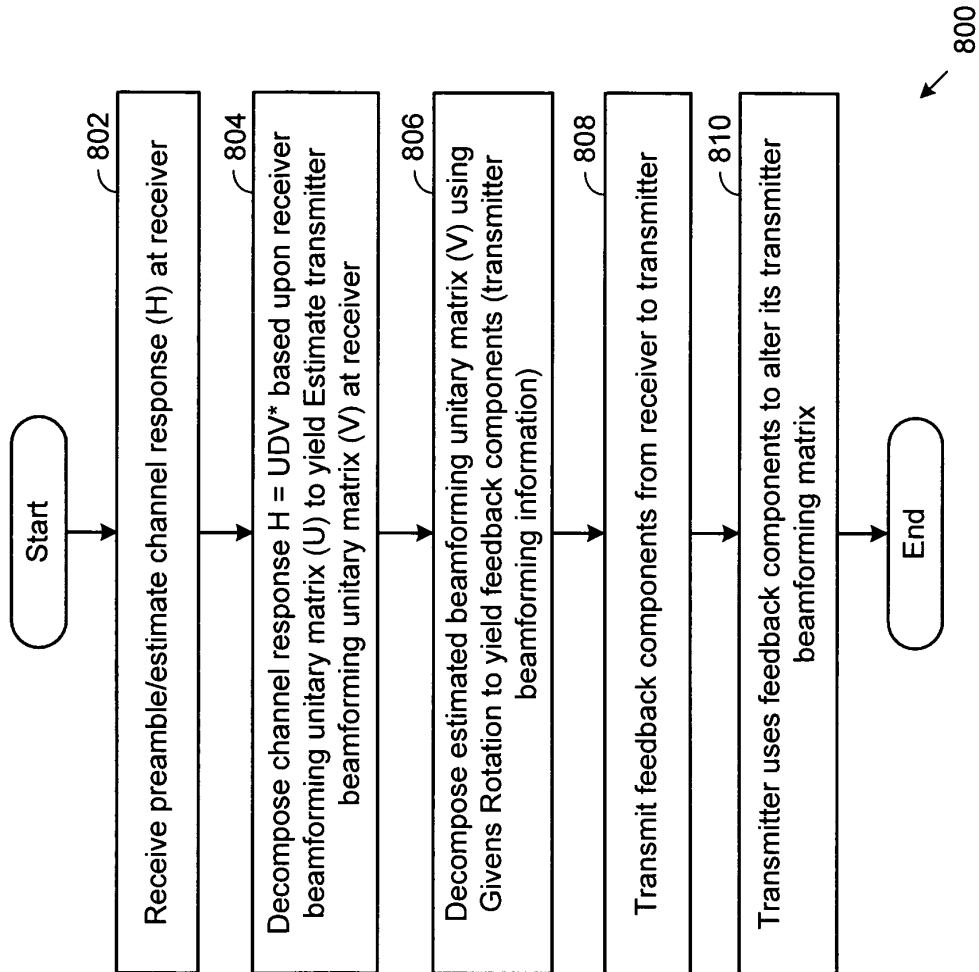 Start
802
Receive preamble/estimate channel response (H) at receiver
804
Decompose channel response H = UDV* based upon receiver
beamforming unitary matrix (U) to yield Estimate transmitter
beamforming unitary matrix (V) at receiver
806
Decompose estimated beamforming unitary matrix (V) using
Givens Rotation to yield feedback components (transmitter
beamforming information)
808
Transmit feedback components from receiver to transmitter
810
Transmitter uses feedback components to alter its transmitter
beamforming matrix
End
800